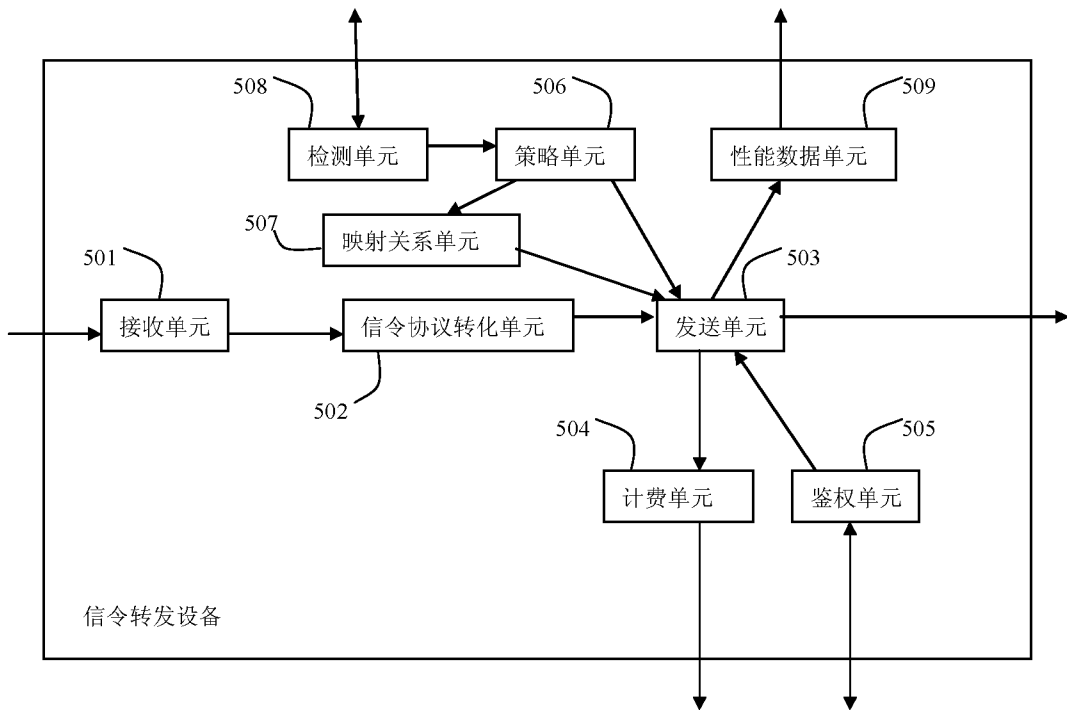 508
506
509
检测单元
策略单元
性能数据单元
507
映射关系单元
501
503
接收单元
信令协议转化单元
发送单元
502
504
505
计费单元
鉴权单元
信令转发设备